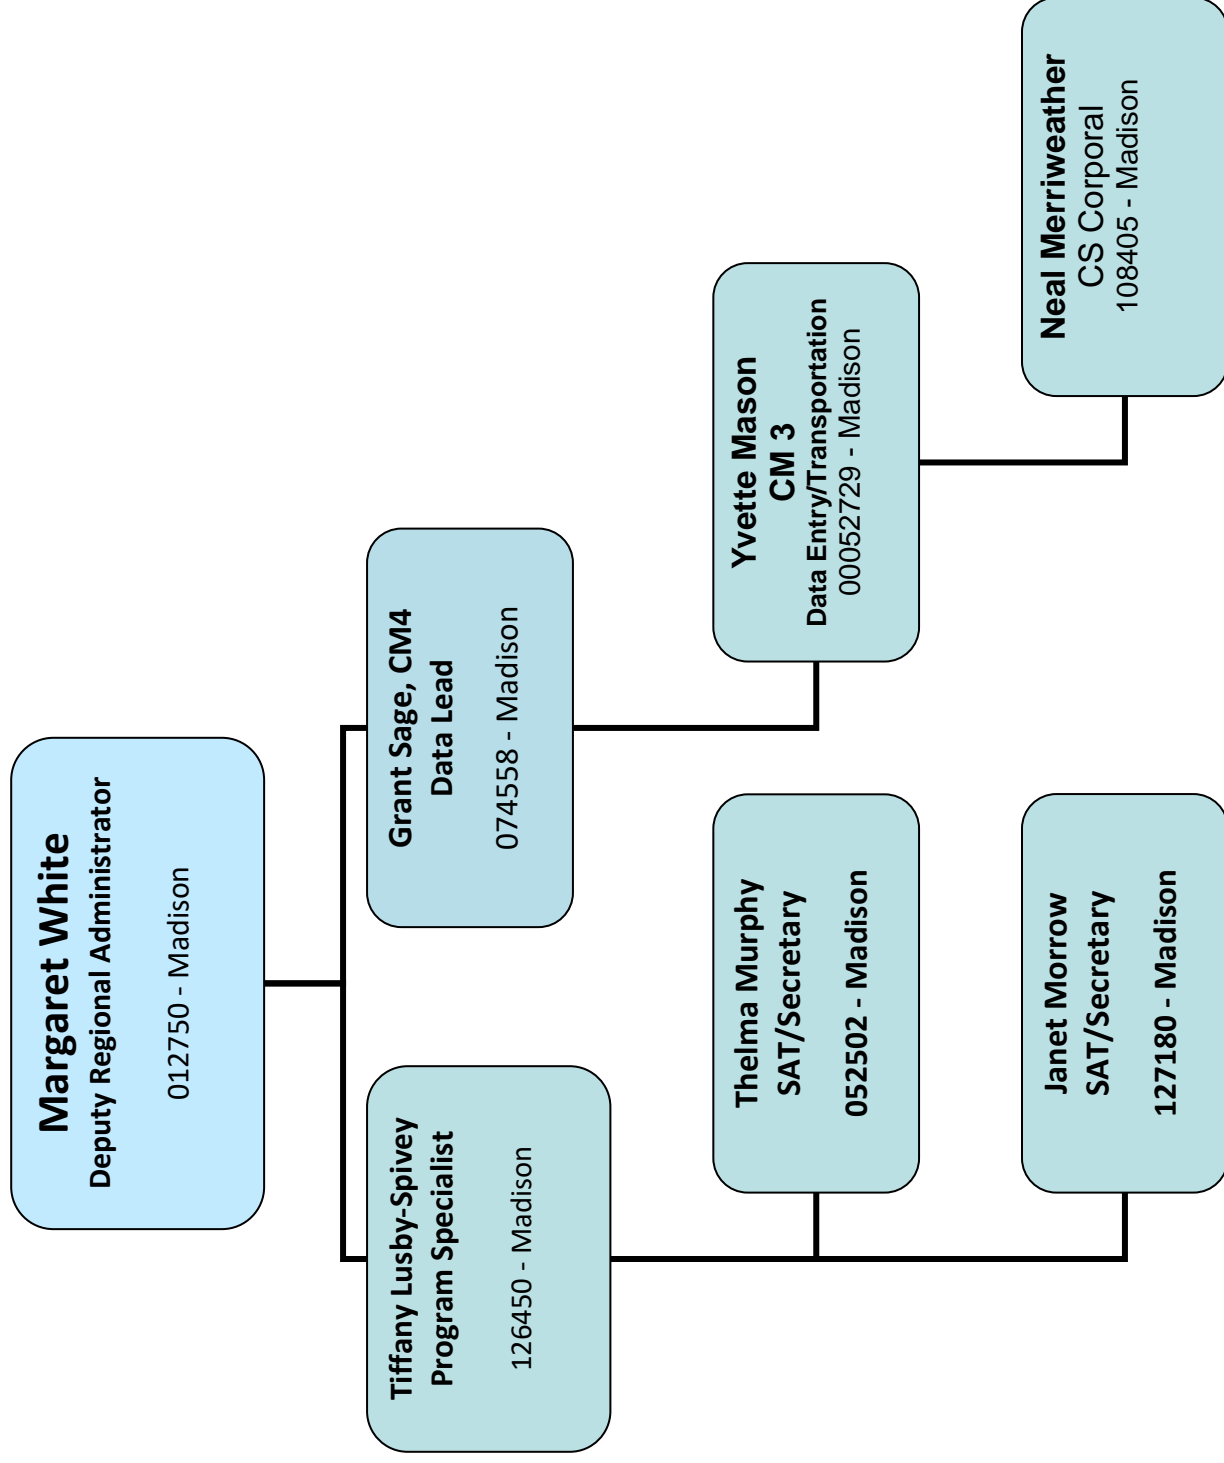 Margaret White
Deputy Regional Administrator
012750 - Madison
Tiffany Lusby-Spivey
Program Specialist
126450 - Madison
Grant Sage, CM4
Data Lead
074558 - Madison
Thelma Murphy
SAT/Secretary
052502 - Madison
Yvette Mason
CM 3
Data Entry/Transportation
00052729 - Madison
Janet Morrow
SAT/Secretary
127180 - Madison
Neal Merriweather
CS Corporal
108405 - Madison